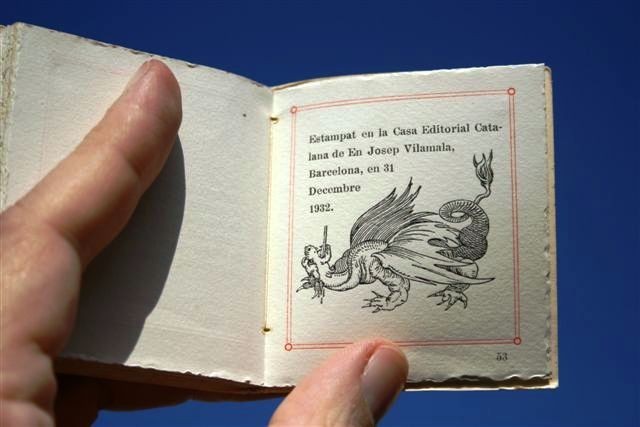 Estampat en la Casa Editorial Cata-
lana de En Josep Vilamala,
Barcelona, en 31
Decembre
1932.
53